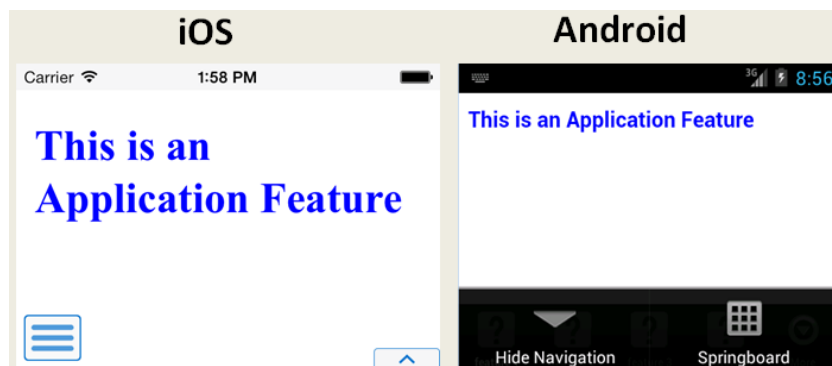 iOS
Android
Carrier
1:58 PM
3G
8:56
This is an
Application Feature
This is an Application Feature
Hide Navigation
Springboard